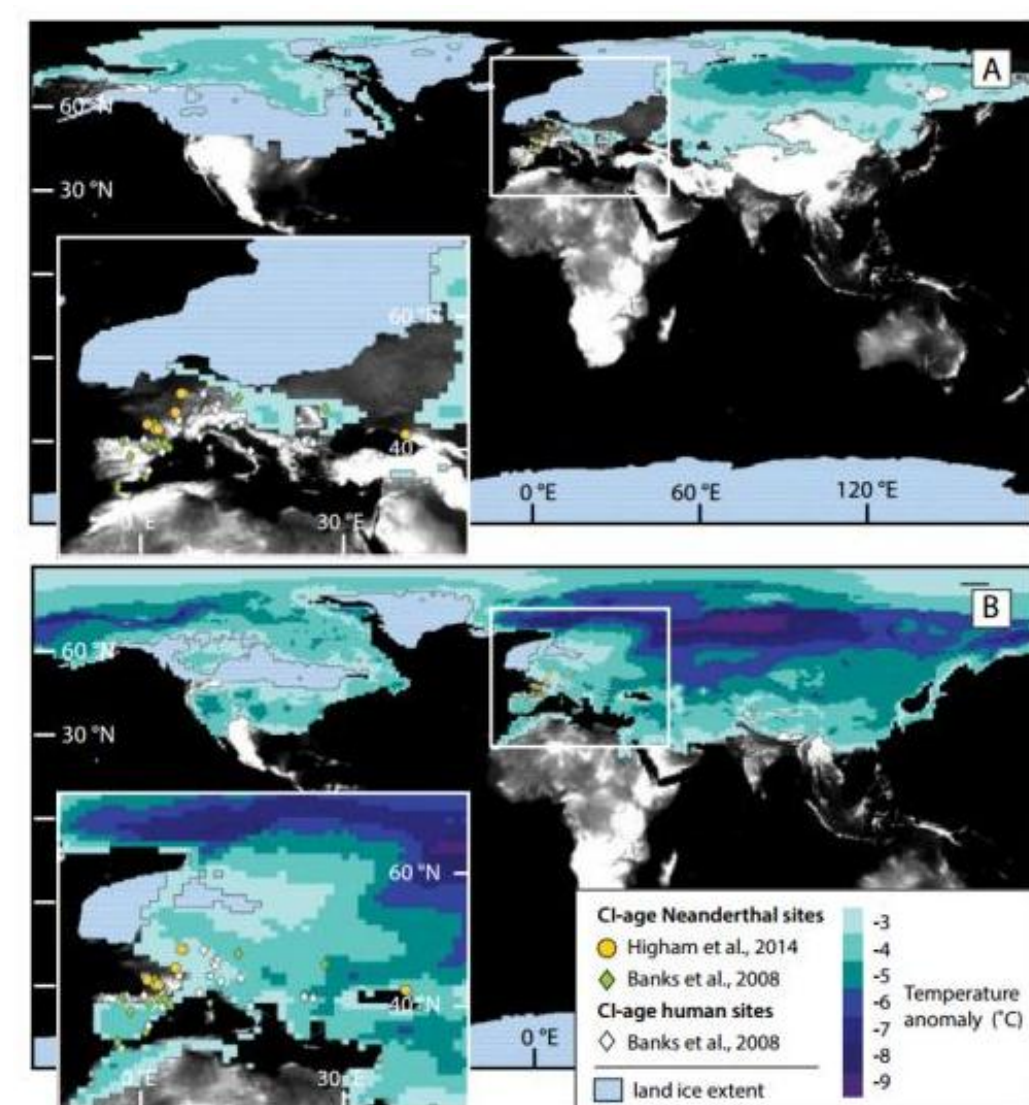 A
60 °N
30 °N
60 °N
40
0 °E
30 °E
0 °E
60 °E
120 °E
B
60 °N
30 °N
60 °N
40 °N
0 °E
30 °E
0 °E
CI-age Neanderthal sites
Higham et al., 2014
Banks et al., 2008
CI-age human sites
Banks et al., 2008
land ice extent
-3
-4
-5
-6
-7
-8
-9
Temperature
anomaly (°C)